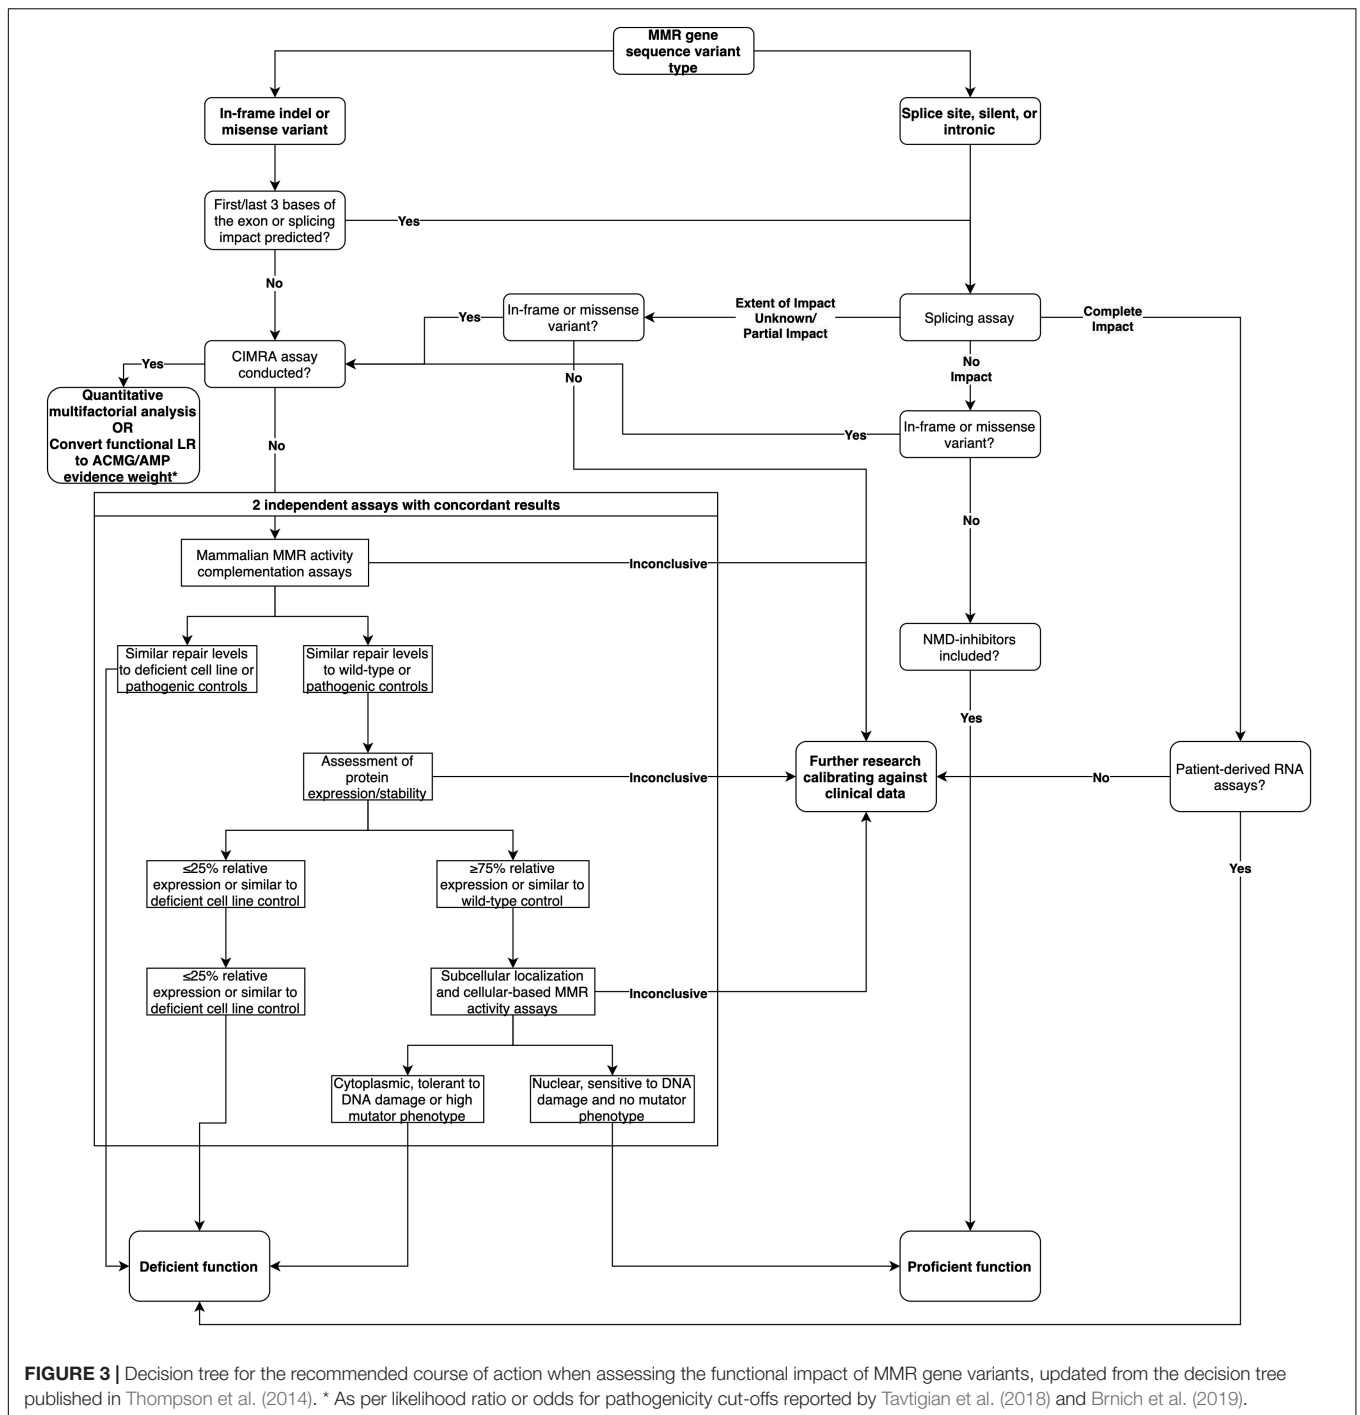 MMR gene
sequence variant
type
In-frame indel or
misense variant
Splice site, silent, or
intronic
First/last 3 bases of
the exon or splicing
impact predicted?
Yes
No
In-frame or missense
variant?
Yes
Extent of Impact
Unknown/
Partial Impact
Splicing assay
Complete
Impact
CIMRA assay
conducted?
Yes
No
No
Impact
Quantitative
multifactorial analysis
OR
Convert functional LR
to ACMG/AMP
evidence weight*
No
Yes
In-frame or missense
variant?
2 independent assays with concordant results
No
Mammalian MMR activity
complementation assays
Inconclusive
Similar repair levels
to deficient cell line or
pathogenic controls
Similar repair levels
to wild-type or
pathogenic controls
NMD-inhibitors
included?
Yes
Assessment of
protein
expression/stability
Inconclusive
Further research
calibrating against
clinical data
No
Patient-derived RNA
assays?
Yes
≤25% relative
expression or similar to
deficient cell line control
≥75% relative
expression or similar to
wild-type control
≤25% relative
expression or similar to
deficient cell line control
Subcellular localization
and cellular-based MMR
activity assays
Inconclusive
Cytoplasmic, tolerant to
DNA damage or high
mutator phenotype
Nuclear, sensitive to DNA
damage and no mutator
phenotype
Deficient function
Proficient function
FIGURE 3 | Decision tree for the recommended course of action when assessing the functional impact of MMR gene variants, updated from the decision tree
published in Thompson et al. (2014). * As per likelihood ratio or odds for pathogenicity cut-offs reported by Tavtigian et al. (2018) and Brnich et al. (2019).